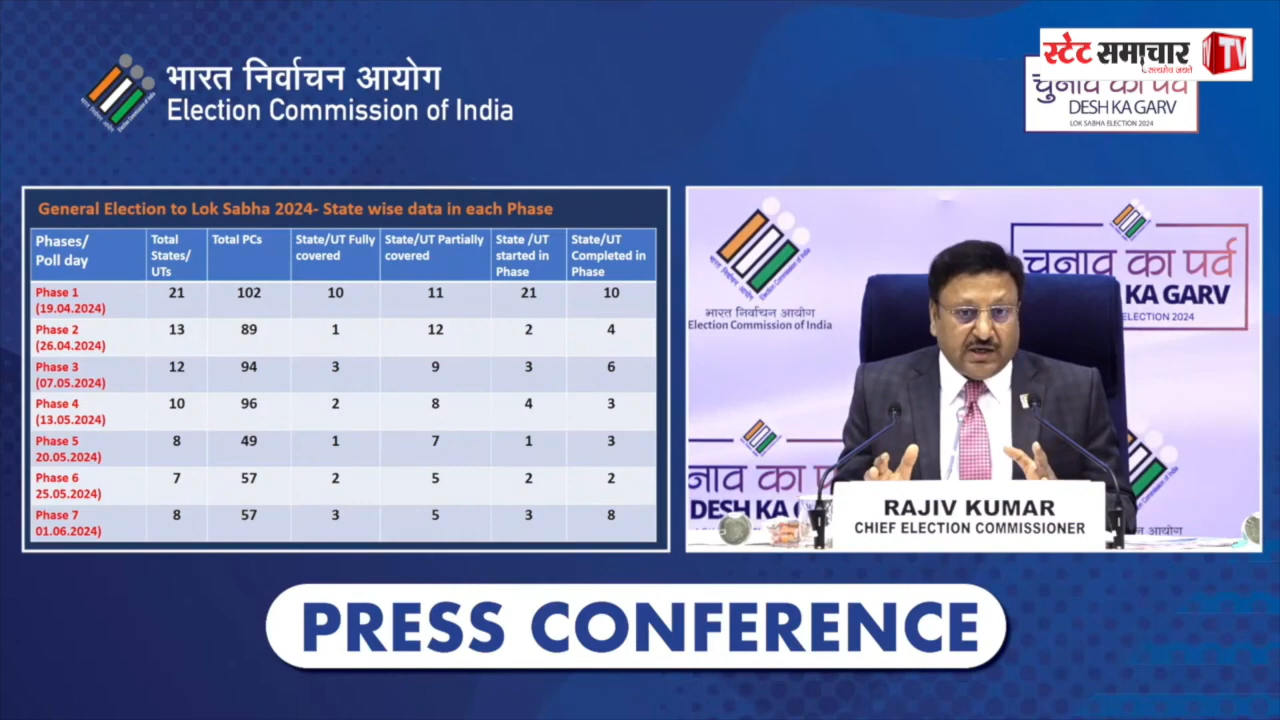 भारत निर्वाचन आयोग
Election Commission of India
स्टेट समाचार TV
सत्यमेव जयते
चुनाव का पर्व
DESH KA GARV
LOK SABHA ELECTION 2024
General Election to Lok Sabha 2024- State wise data in each Phase
Phases/ Poll day | Total States/ UTs | Total PCs | State/UT Fully covered | State/UT Partially covered | State /UT started in Phase | State/UT Completed in Phase
Phase 1 (19.04.2024) | 21 | 102 | 10 | 11 | 21 | 10
Phase 2 (26.04.2024) | 13 | 89 | 1 | 12 | 2 | 4
Phase 3 (07.05.2024) | 12 | 94 | 3 | 9 | 3 | 6
Phase 4 (13.05.2024) | 10 | 96 | 2 | 8 | 4 | 3
Phase 5 20.05.2024) | 8 | 49 | 1 | 7 | 1 | 3
Phase 6 25.05.2024) | 7 | 57 | 2 | 5 | 2 | 2
Phase 7 01.06.2024) | 8 | 57 | 3 | 5 | 3 | 8
भारत निर्वाचन आयोग
Election Commission of India
चुनाव का पर्व
KA GARV
ELECTION 2024
नाव का प
DESH KA
आयोग
RAJIV KUMAR
CHIEF ELECTION COMMISSIONER
PRESS CONFERENCE